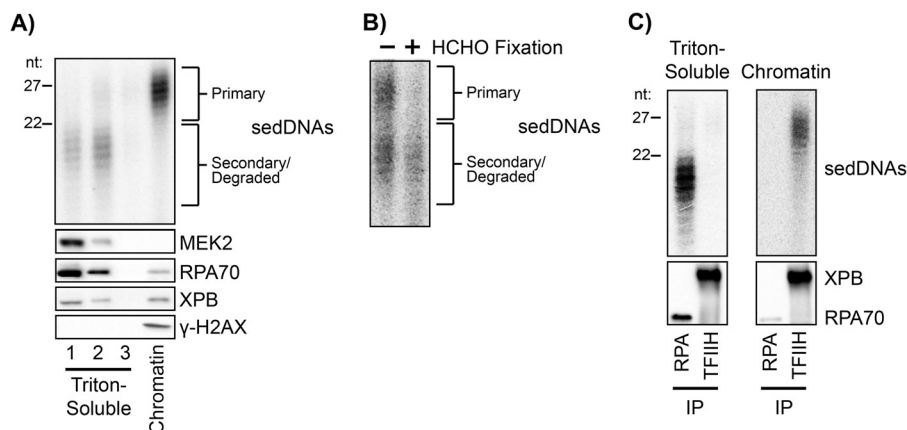 A)
nt:
27
22
Primary
sedDNAs
Secondary/
Degraded
MEK2
RPA70
XPB
γ-H2AX
1 2 3
Triton-
Soluble
Chromatin
B)
− + HCHO Fixation
Primary
sedDNAs
Secondary/
Degraded
C)
Triton-
Soluble
Chromatin
nt:
27
22
sedDNAs
XPB
RPA70
RPA
TFIIH
RPA
TFIIH
IP
IP